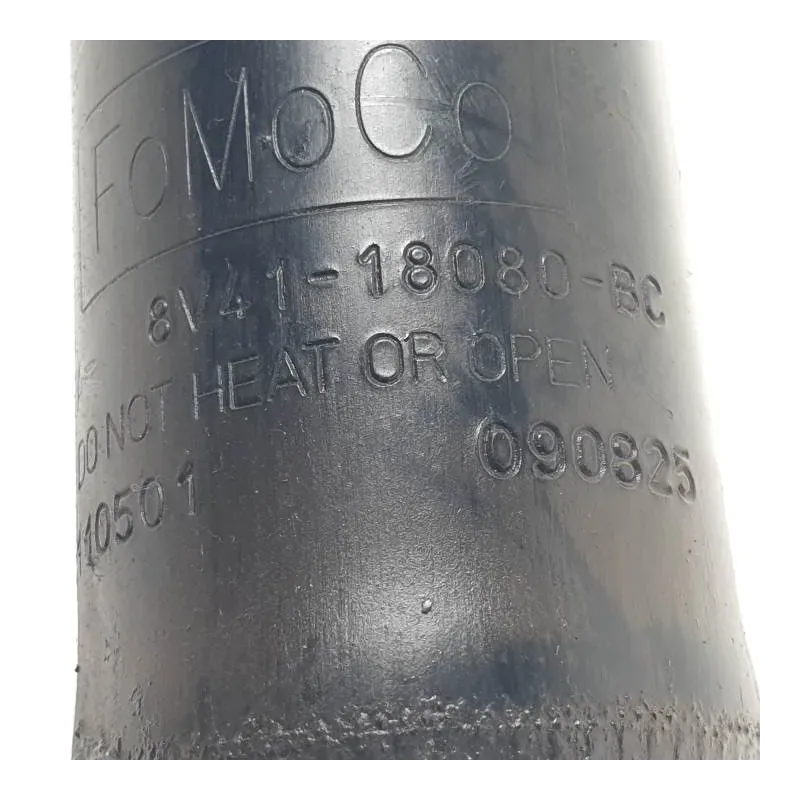 FoMoCo
8V41-18080-BC
DO NOT HEAT OR OPEN
110501 090825